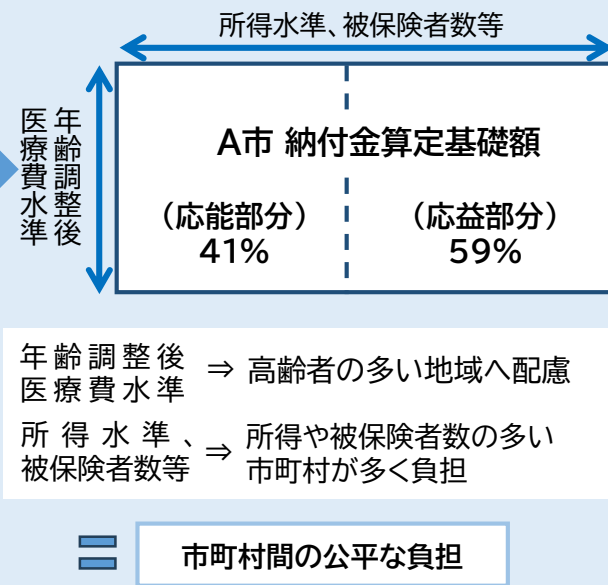 所得水準、被保険者数等
年齢調整後
医療費水準
A市 納付金算定基礎額
(応能部分)
41%
(応益部分)
59%
年齢調整後
医療費水準
⇒ 高齢者の多い地域へ配慮
所得水準、
被保険者数等
⇒ 所得や被保険者数の多い
市町村が多く負担
市町村間の公平な負担